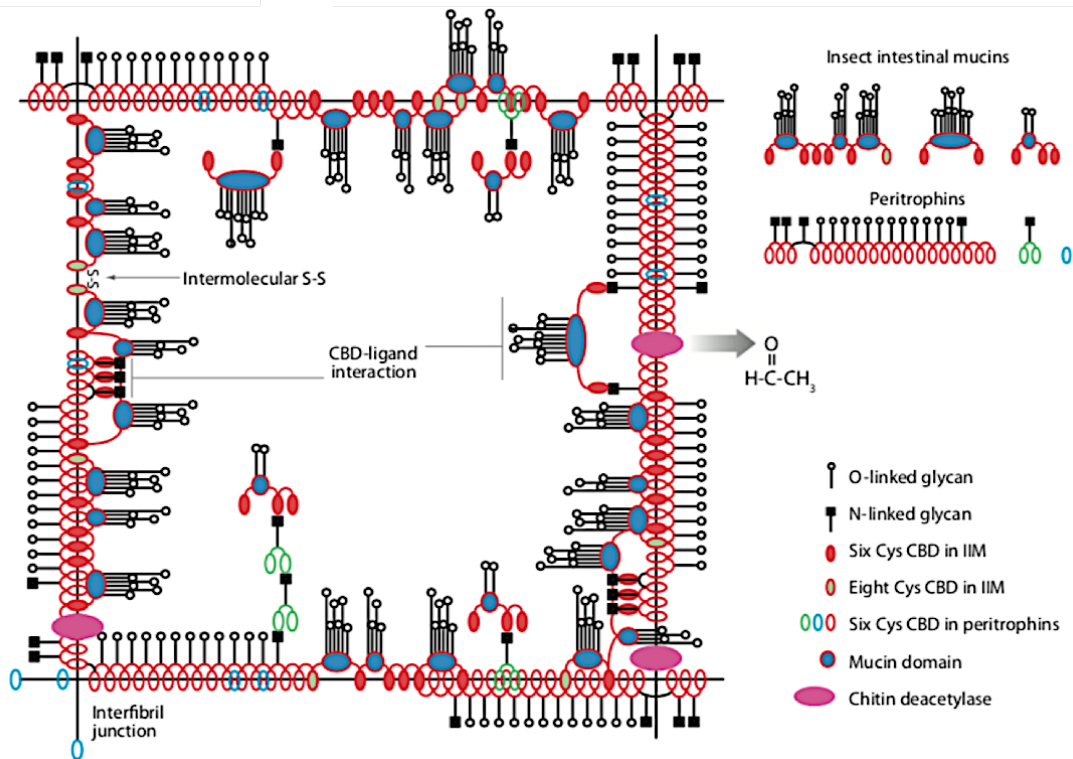 Insect intestinal mucins
Peritrophins
S-S
Intermolecular S-S
CBD-ligand
interaction
O
H-C-CH3
O-linked glycan
N-linked glycan
Six Cys CBD in IIM
Eight Cys CBD in IIM
Six Cys CBD in peritrophins
Mucin domain
Chitin deacetylase
Interfibril
junction